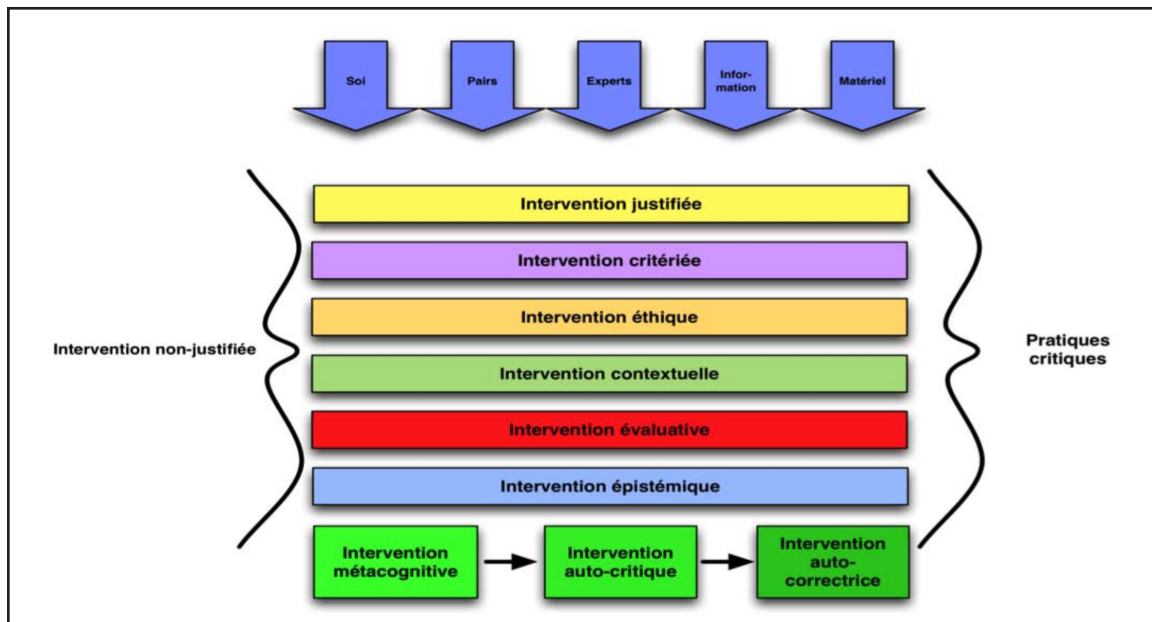 Soi
Pairs
Experts
Infor-
mation
Matériel
Intervention justifiée
Intervention critériée
Intervention éthique
Intervention non-justifiée
Pratiques
critiques
Intervention contextuelle
Intervention évaluative
Intervention épistémique
Intervention
métacognitive
Intervention
auto-critique
Intervention
auto-
correctrice